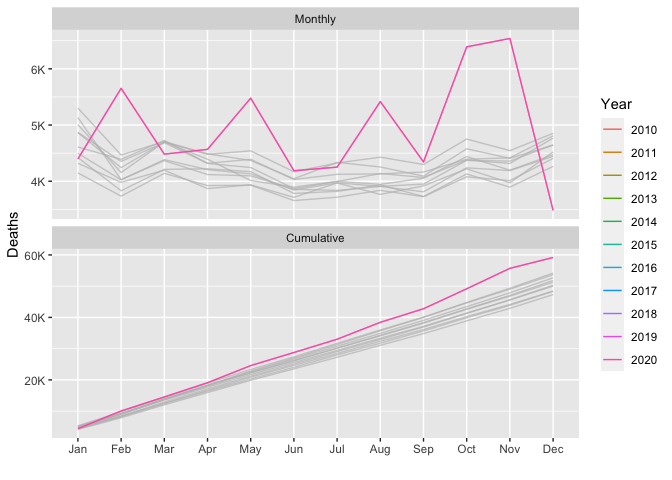 Monthly
6K
5K
4K
Cumulative
60K
40K
20K
Deaths
Jan Feb Mar Apr May Jun Jul Aug Sep Oct Nov Dec
Year
2010
2011
2012
2013
2014
2015
2016
2017
2018
2019
2020